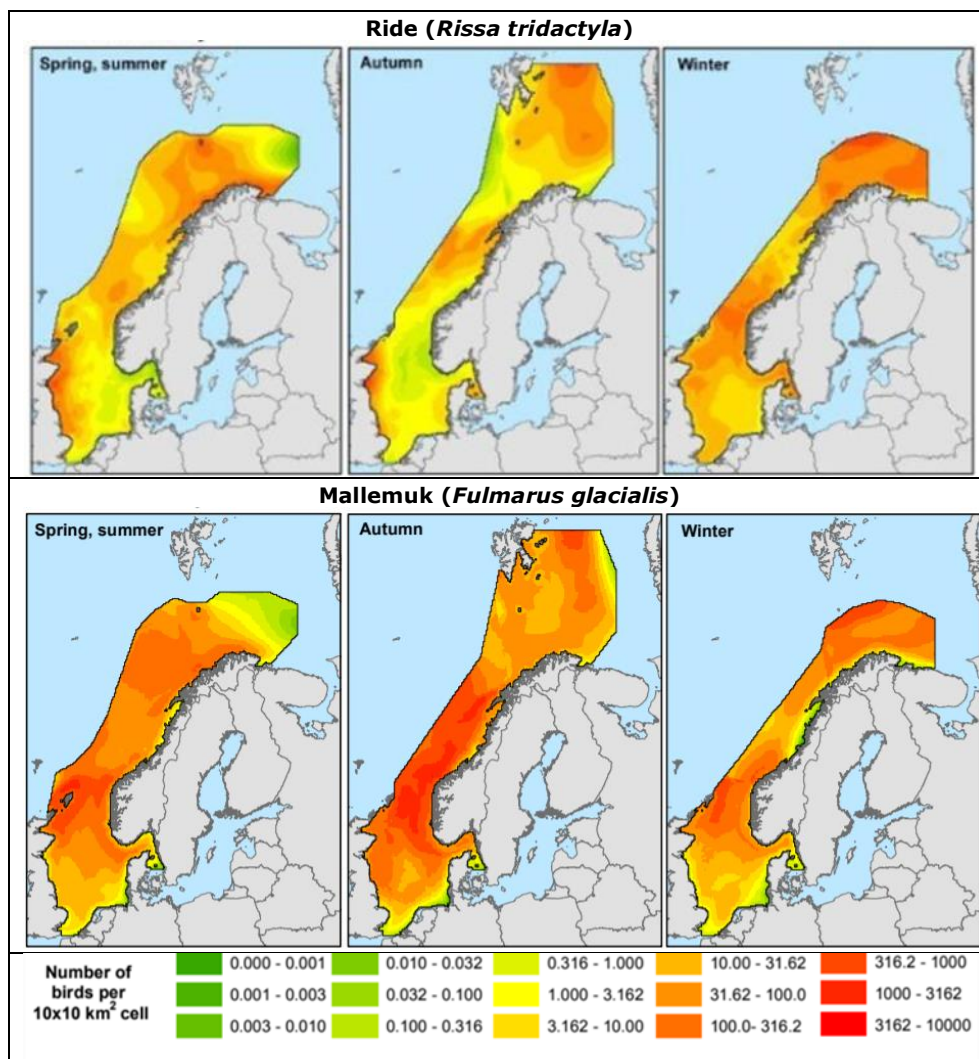 Ride (Rissa tridactyla)
Spring, summer
Autumn
Winter
Mallemuk (Fulmarus glacialis)
Spring, summer
Autumn
Winter
Number of
birds per
10x10 km² cell
0.000 - 0.001
0.010 - 0.032
0.316 - 1.000
10.00 - 31.62
316.2 - 1000
0.001 - 0.003
0.032 - 0.100
1.000 - 3.162
31.62 - 100.0
1000 - 3162
0.003 - 0.010
0.100 - 0.316
3.162 - 10.00
100.0- 316.2
3162 - 10000